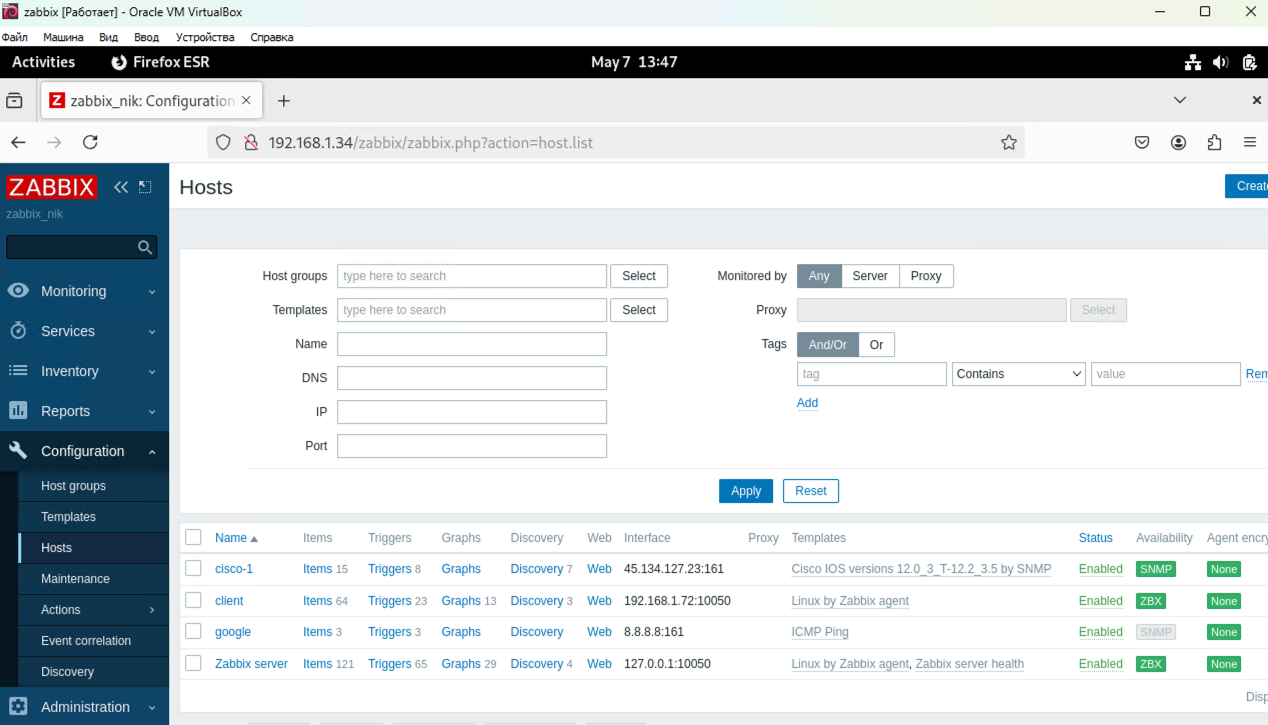 zabbix [Работает] - Oracle VM VirtualBox
Файл Машина Вид Ввод Устройства Справка
Activities Firefox ESR May 7 13:47
Z zabbix_nik: Configuration
192.168.1.34/zabbix/zabbix.php?action=host.list
ZABBIX
zabbix_nik
Monitoring
Services
Inventory
Reports
Configuration
Host groups
Templates
Hosts
Maintenance
Actions
Event correlation
Discovery
Administration
Hosts Create
Host groups type here to search Select Monitored by Any Server Proxy
Templates type here to search Select Proxy Select
Name Tags And/Or Or
tag Contains value Rem
DNS
Add
IP
Port
Apply Reset
Name Items Triggers Graphs Discovery Web Interface Proxy Templates Status Availability Agent encry
cisco-1 Items 15 Triggers 8 Graphs Discovery 7 Web 45.134.127.23:161 Cisco IOS versions 12.0_3_T-12.2_3.5 by SNMP Enabled SNMP None
client Items 64 Triggers 23 Graphs 13 Discovery 3 Web 192.168.1.72:10050 Linux by Zabbix agent Enabled ZBX None
google Items 3 Triggers 3 Graphs Discovery Web 8.8.8.8:161 ICMP Ping Enabled SNMP None
Zabbix server Items 121 Triggers 65 Graphs 29 Discovery 4 Web 127.0.0.1:10050 Linux by Zabbix agent, Zabbix server health Enabled ZBX None
Disp